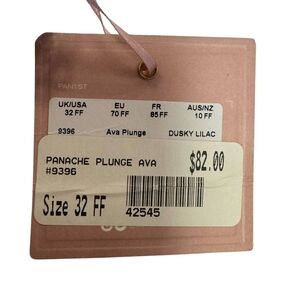 UK/USA EU FR AUS/NZ
32 FF 70 FF 85 FF 10 FF
9396 Ava Plunge DUSKY LILAC
PANACHE PLUNGE AVA $82.00
#9396
Size 32 FF 42545